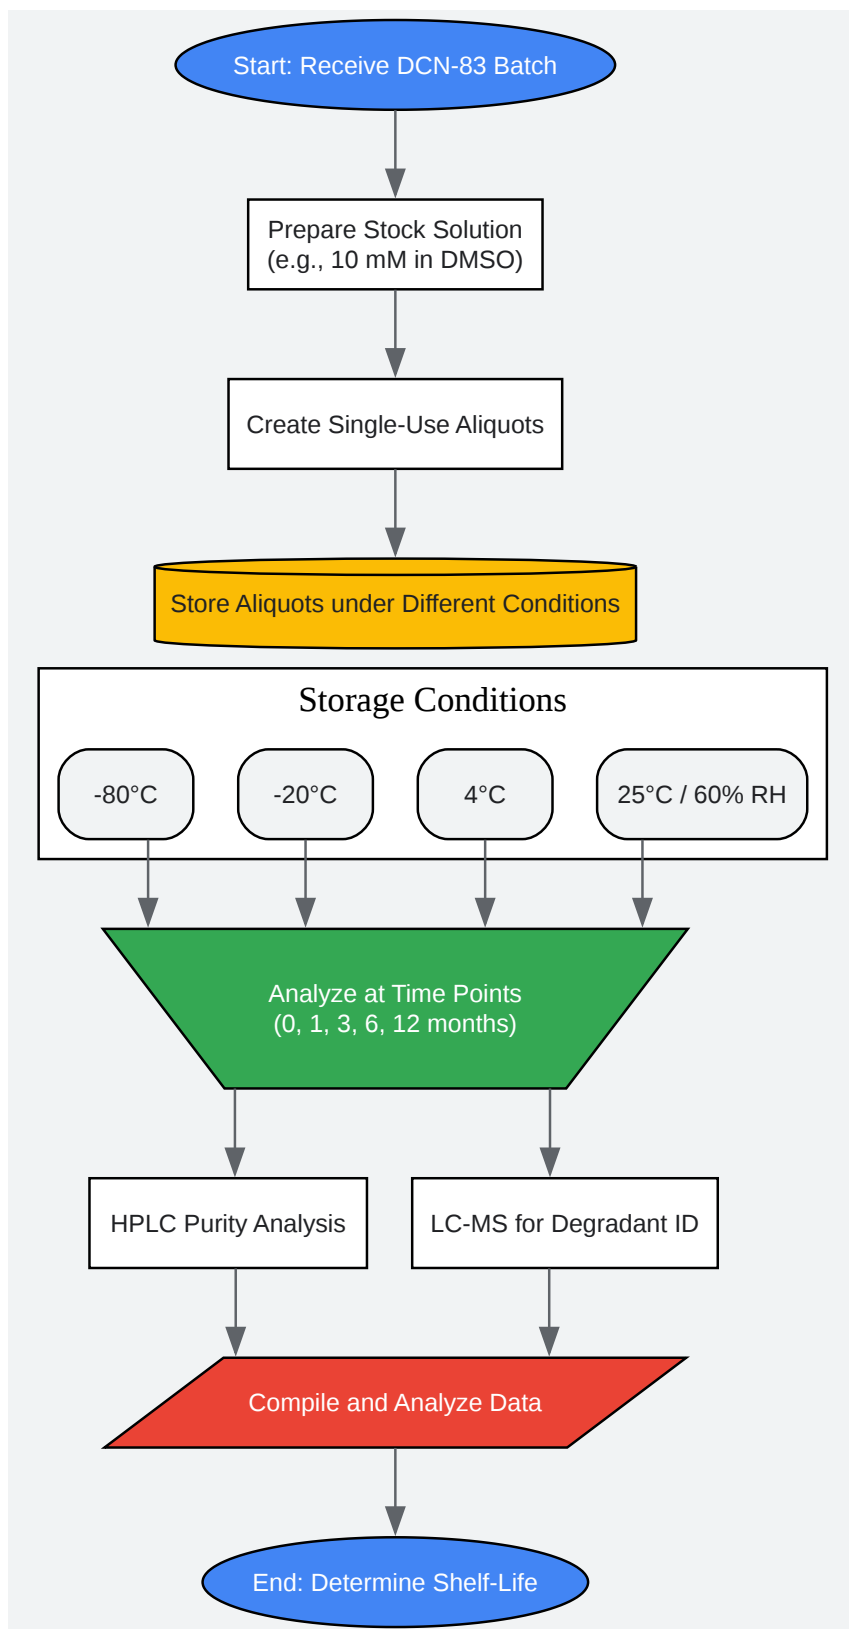 Start: Receive DCN-83 Batch
Prepare Stock Solution
(e.g., 10 mM in DMSO)
Create Single-Use Aliquots
Store Aliquots under Different Conditions
Storage Conditions
-80°C
-20°C
4°C
25°C / 60% RH
Analyze at Time Points
(0, 1, 3, 6, 12 months)
HPLC Purity Analysis
LC-MS for Degradant ID
Compile and Analyze Data
End: Determine Shelf-Life